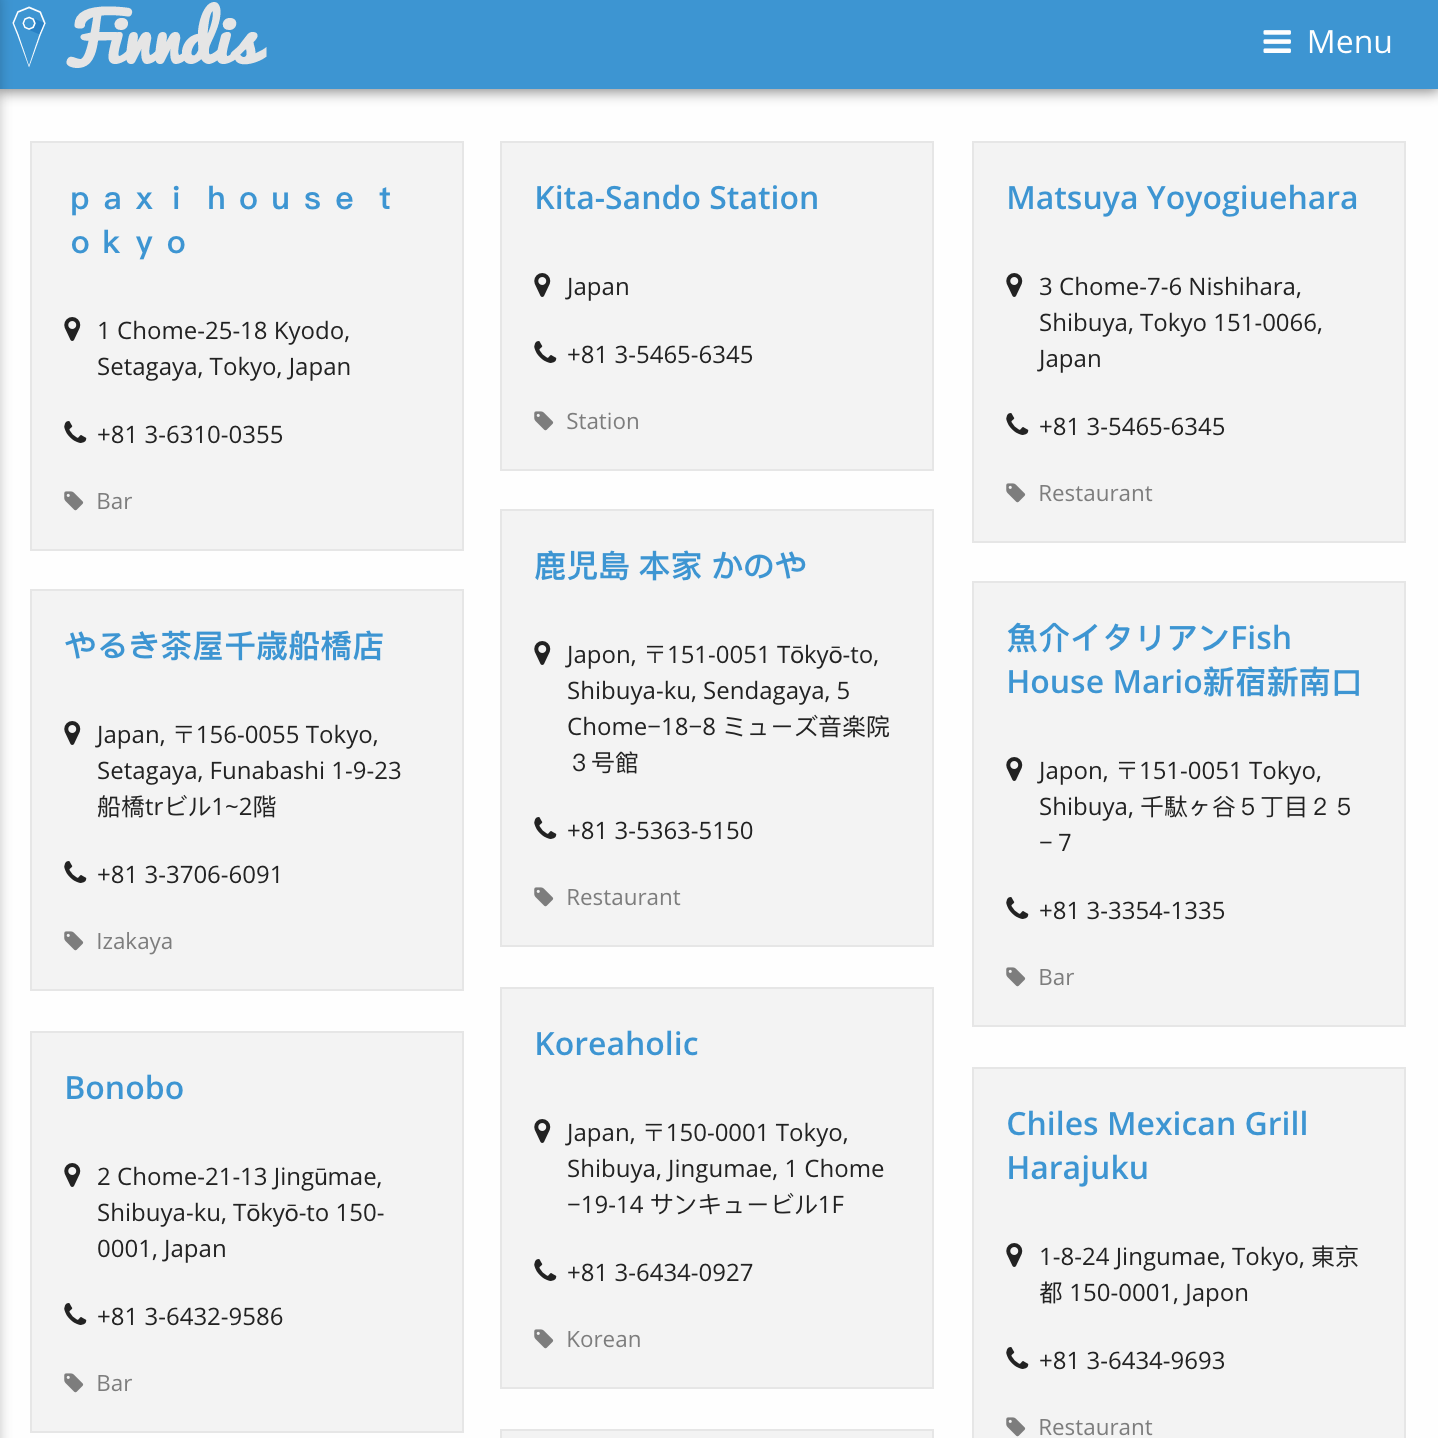 Finndis
Menu
ｐａｘｉ ｈｏｕｓｅ ｔ
ｏｋｙｏ
1 Chome-25-18 Kyodo,
Setagaya, Tokyo, Japan
+81 3-6310-0355
Bar
やるき茶屋千歳船橋店
Japan, 〒156-0055 Tokyo,
Setagaya, Funabashi 1-9-23
船橋trビル1~2階
+81 3-3706-6091
Izakaya
Bonobo
2 Chome-21-13 Jingūmae,
Shibuya-ku, Tōkyō-to 150-
0001, Japan
+81 3-6432-9586
Bar
Kita-Sando Station
Japan
+81 3-5465-6345
Station
鹿児島 本家 かのや
Japon, 〒151-0051 Tōkyō-to,
Shibuya-ku, Sendagaya, 5
Chome−18−8 ミューズ音楽院
３号館
+81 3-5363-5150
Restaurant
Koreaholic
Japan, 〒150-0001 Tokyo,
Shibuya, Jingumae, 1 Chome
−19-14 サンキュービル1F
+81 3-6434-0927
Korean
Matsuya Yoyogiuehara
3 Chome-7-6 Nishihara,
Shibuya, Tokyo 151-0066,
Japan
+81 3-5465-6345
Restaurant
魚介イタリアンFish
House Mario新宿新南口
Japon, 〒151-0051 Tokyo,
Shibuya, 千駄ヶ谷５丁目２５
−７
+81 3-3354-1335
Bar
Chiles Mexican Grill
Harajuku
1-8-24 Jingumae, Tokyo, 東京
都 150-0001, Japon
+81 3-6434-9693
Restaurant